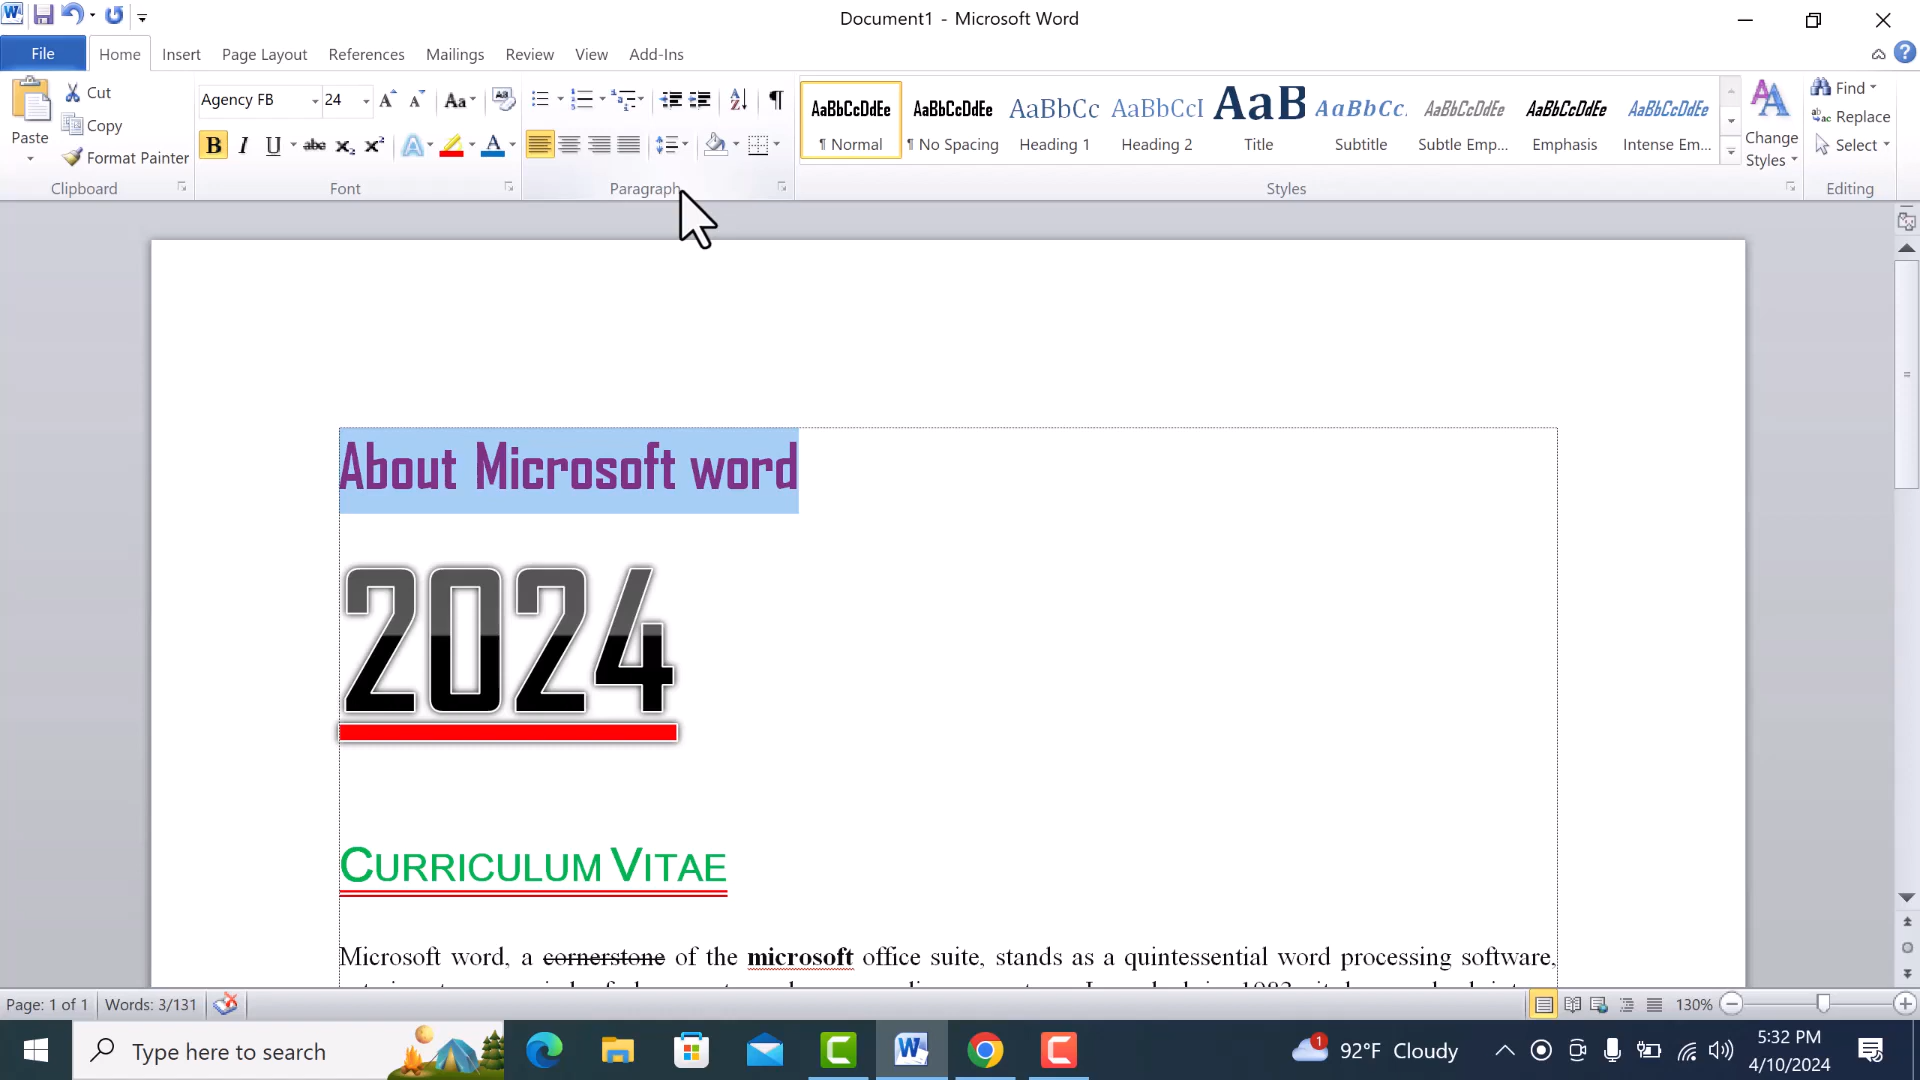 Document1 - Microsoft Word
File Home Insert Page Layout References Mailings Review View Add-Ins
Paste
Cut
Copy
Format Painter
Clipboard
Agency FB 24
Font
Paragraph
AaBbCcDdEe AaBbCcDdEe AaBbCc AaBbCcI AaB AaBbCc. AaBbCcDdEe AaBbCcDdEe AaBbCcDdEe
¶ Normal ¶ No Spacing Heading 1 Heading 2 Title Subtitle Subtle Emp... Emphasis Intense Em...
Styles
Change
Styles
Find
Replace
Select
Editing
About Microsoft word
2024
CURRICULUM VITAE
Microsoft word, a cornerstone of the microsoft office suite, stands as a quintessential word processing software,
Page: 1 of 1 Words: 3/131 130%
Type here to search
1
92°F Cloudy
5:32 PM
4/10/2024